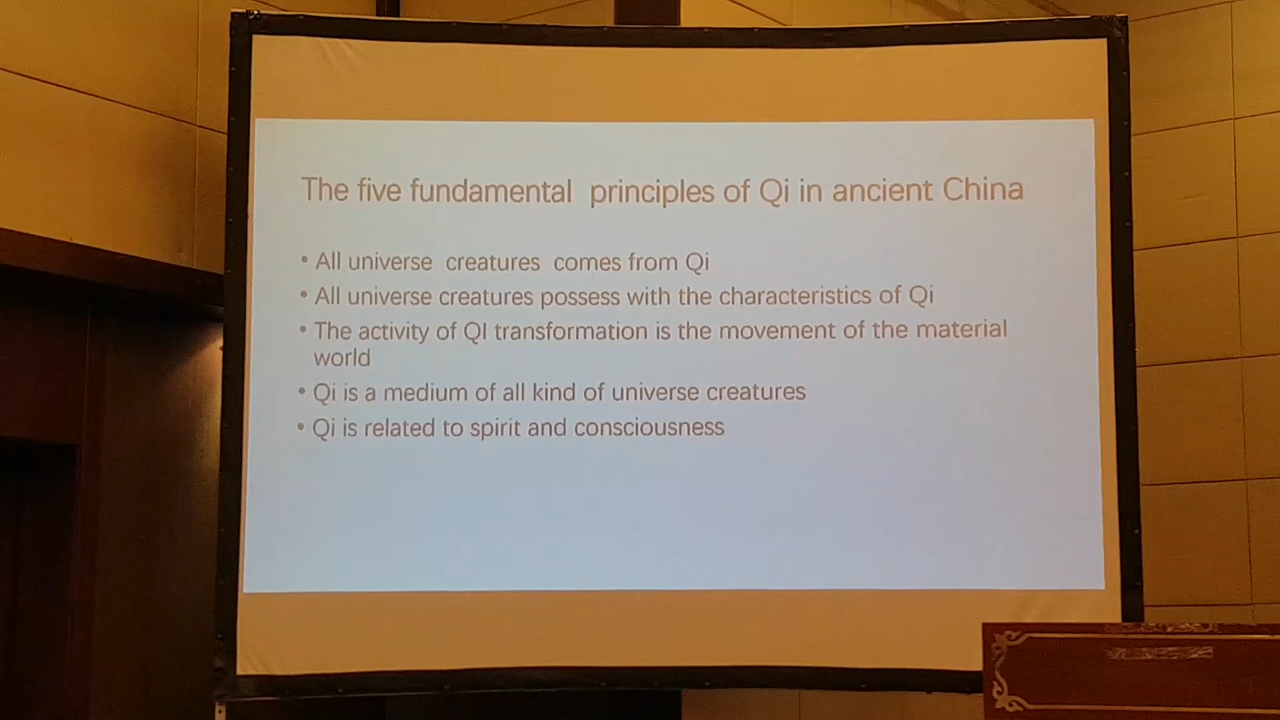 The five fundamental  principles of Qi in ancient China
• All universe  creatures  comes from Qi
• All universe creatures possess with the characteristics of Qi
• The activity of QI transformation is the movement of the material
world
• Qi is a medium of all kind of universe creatures
• Qi is related to spirit and consciousness